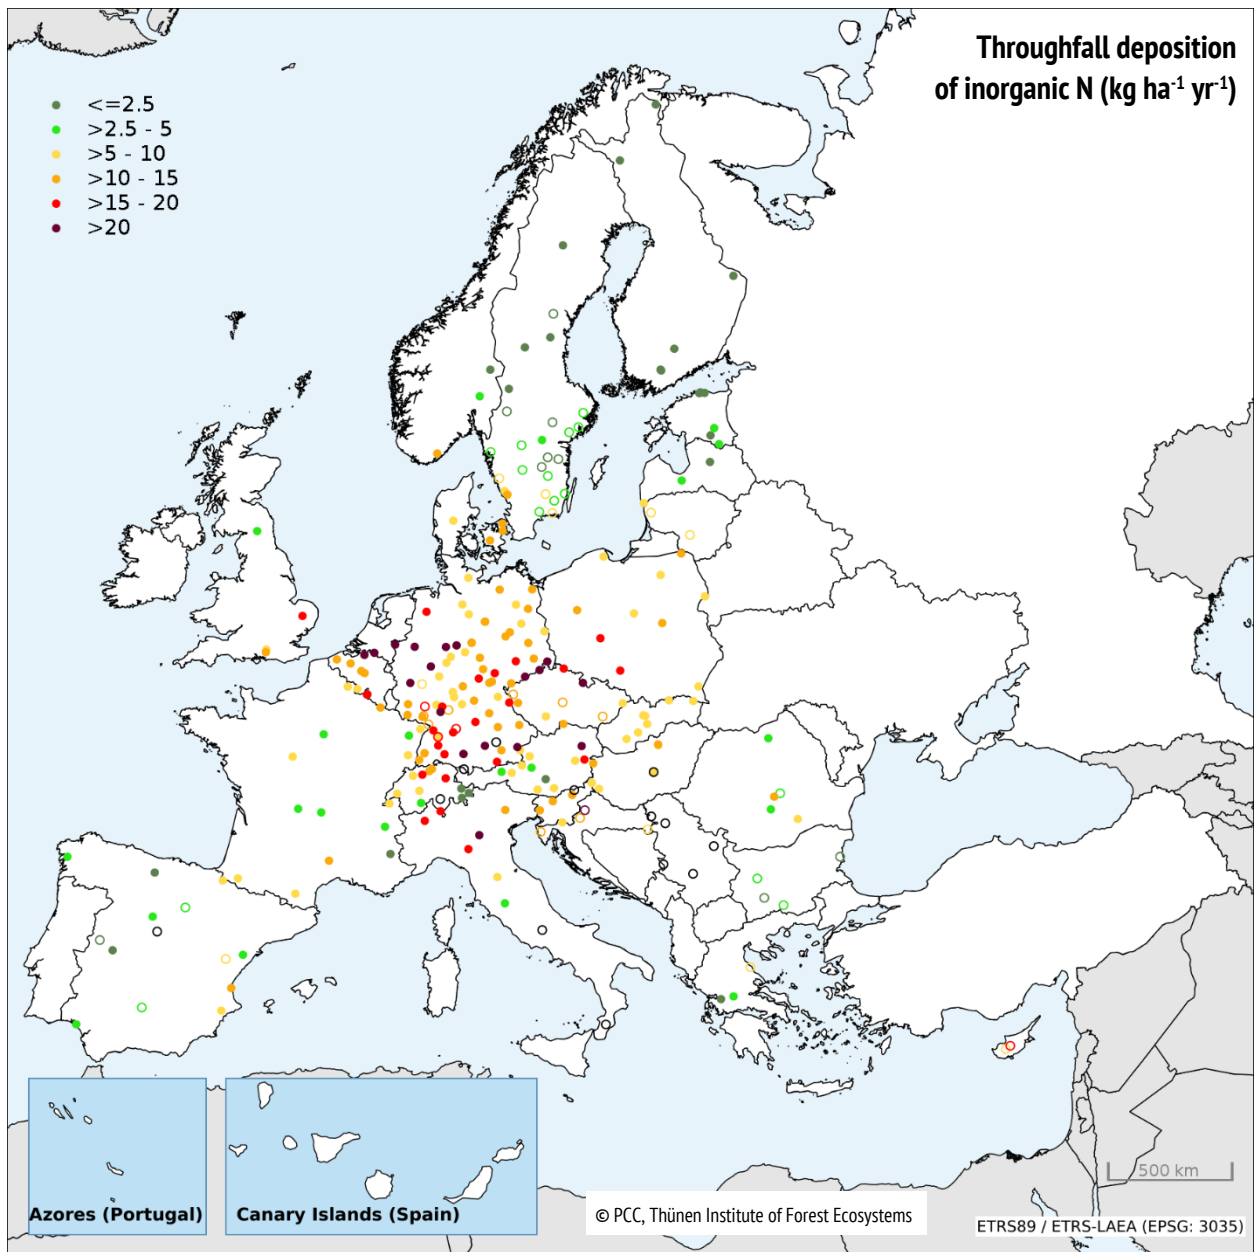 Throughfall deposition
of inorganic N (kg ha⁻¹ yr⁻¹)
<=2.5
>2.5 - 5
>5 - 10
>10 - 15
>15 - 20
>20
500 km
Azores (Portugal)
Canary Islands (Spain)
© PCC, Thünen Institute of Forest Ecosystems
ETRS89 / ETRS-LAEA (EPSG: 3035)